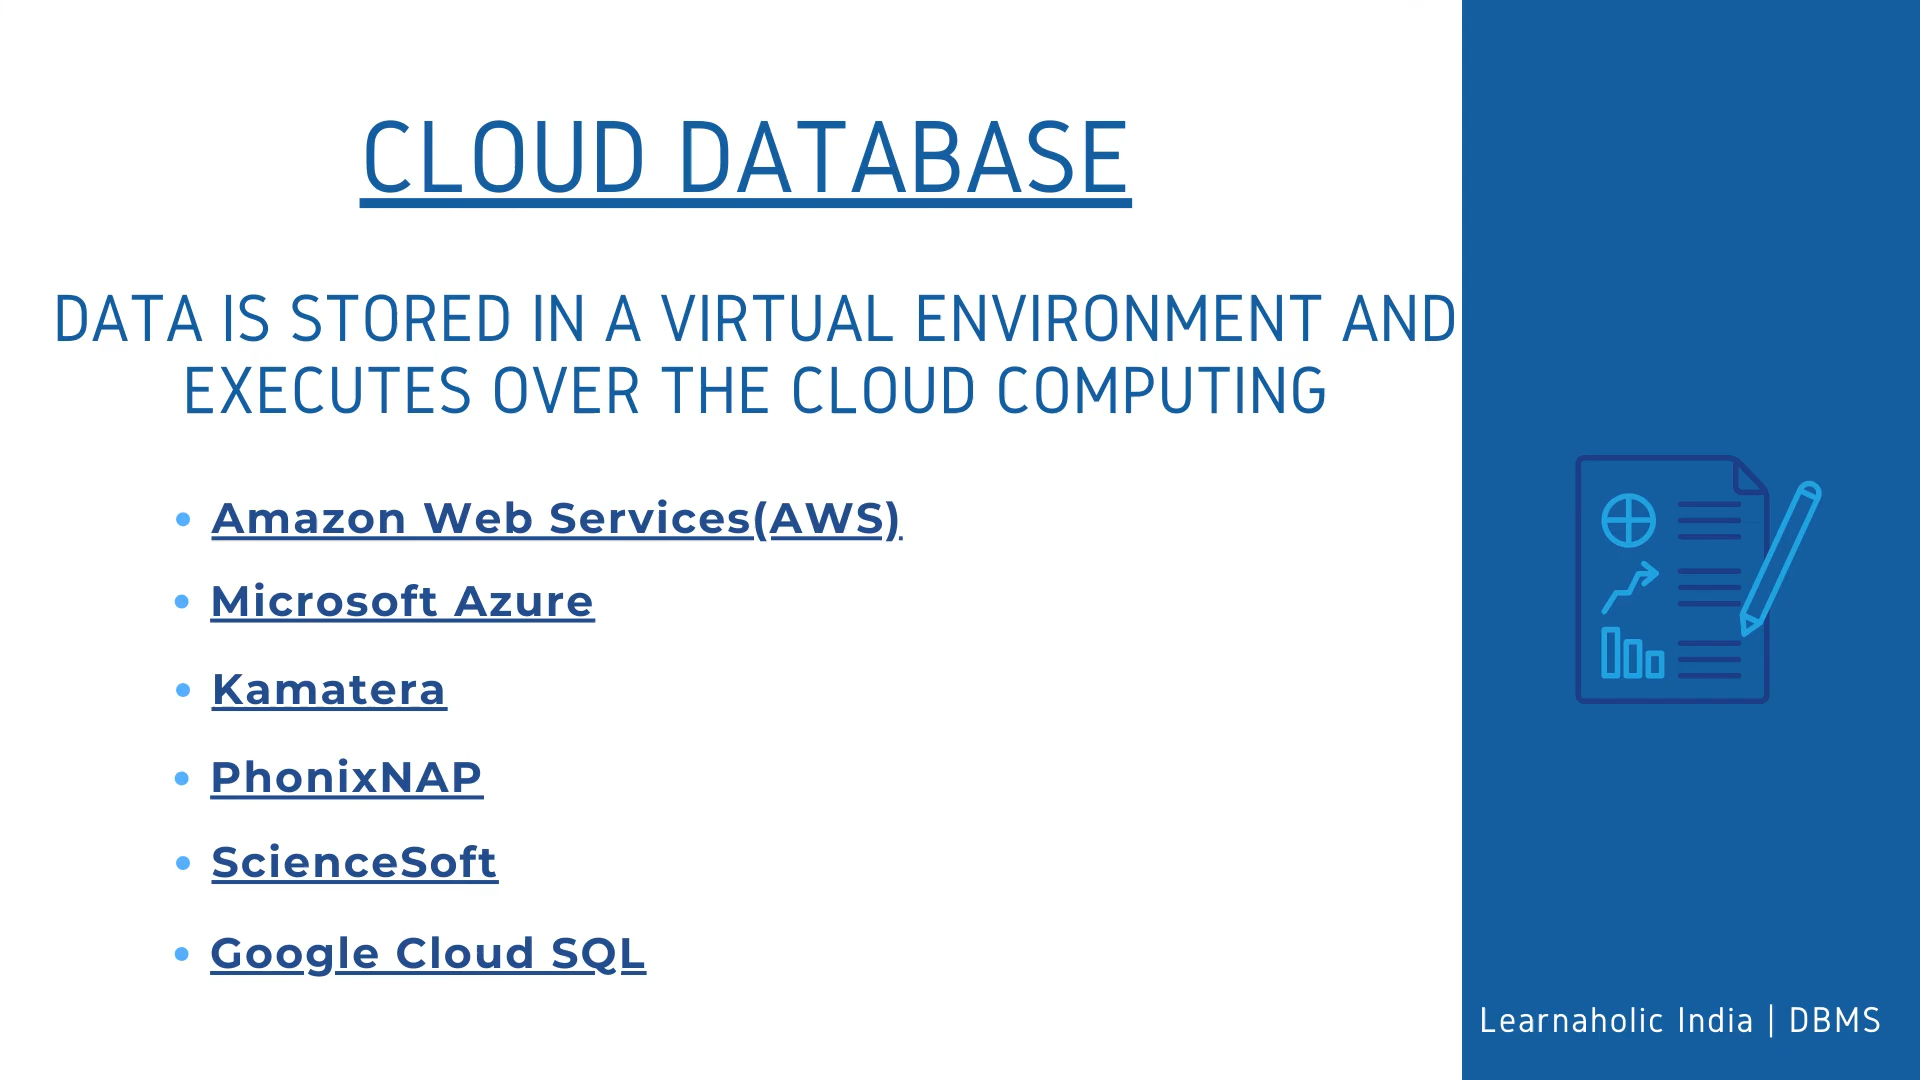 CLOUD DATABASE
DATA IS STORED IN A VIRTUAL ENVIRONMENT AND
EXECUTES OVER THE CLOUD COMPUTING
• Amazon Web Services(AWS)
• Microsoft Azure
• Kamatera
• PhonixNAP
• ScienceSoft
• Google Cloud SQL
Learnaholic India | DBMS